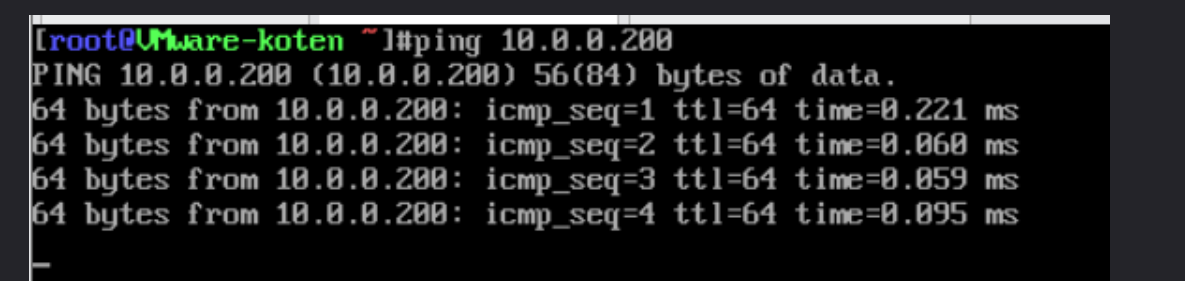 [root@VMware-koten ~]#ping 10.0.0.200
PING 10.0.0.200 (10.0.0.200) 56(84) bytes of data.
64 bytes from 10.0.0.200: icmp_seq=1 ttl=64 time=0.221 ms
64 bytes from 10.0.0.200: icmp_seq=2 ttl=64 time=0.060 ms
64 bytes from 10.0.0.200: icmp_seq=3 ttl=64 time=0.059 ms
64 bytes from 10.0.0.200: icmp_seq=4 ttl=64 time=0.095 ms